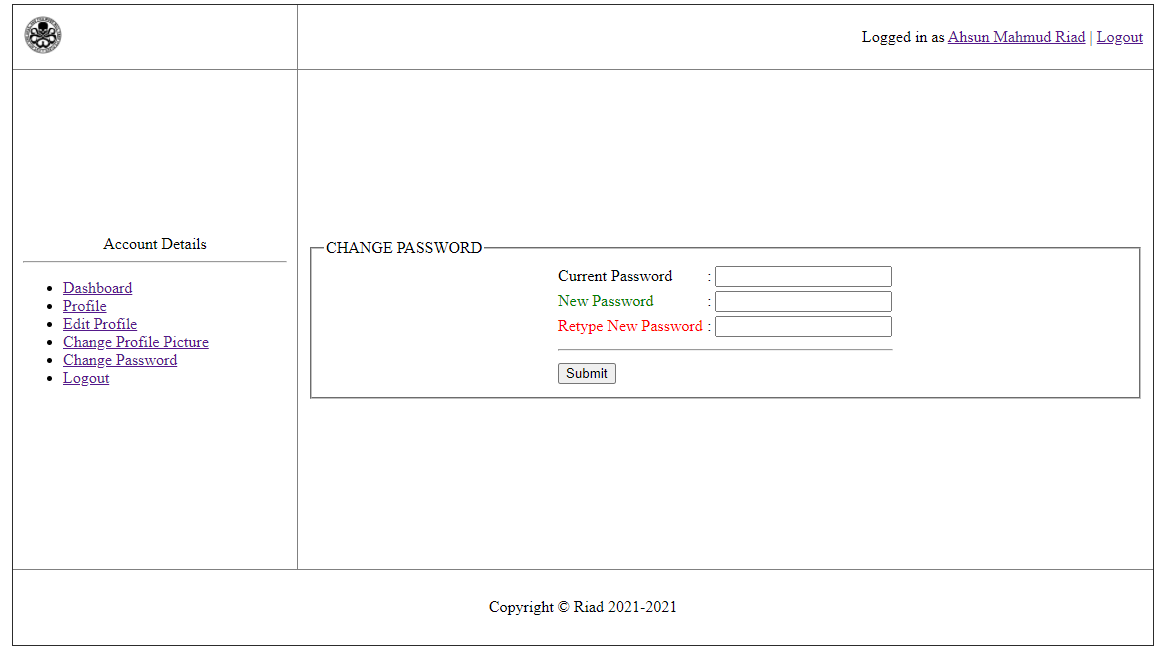 Logged in as Ahsun Mahmud Riad | Logout
Account Details
Dashboard
Profile
Edit Profile
Change Profile Picture
Change Password
Logout
CHANGE PASSWORD
Current Password :
New Password :
Retype New Password :
Submit
Copyright © Riad 2021-2021